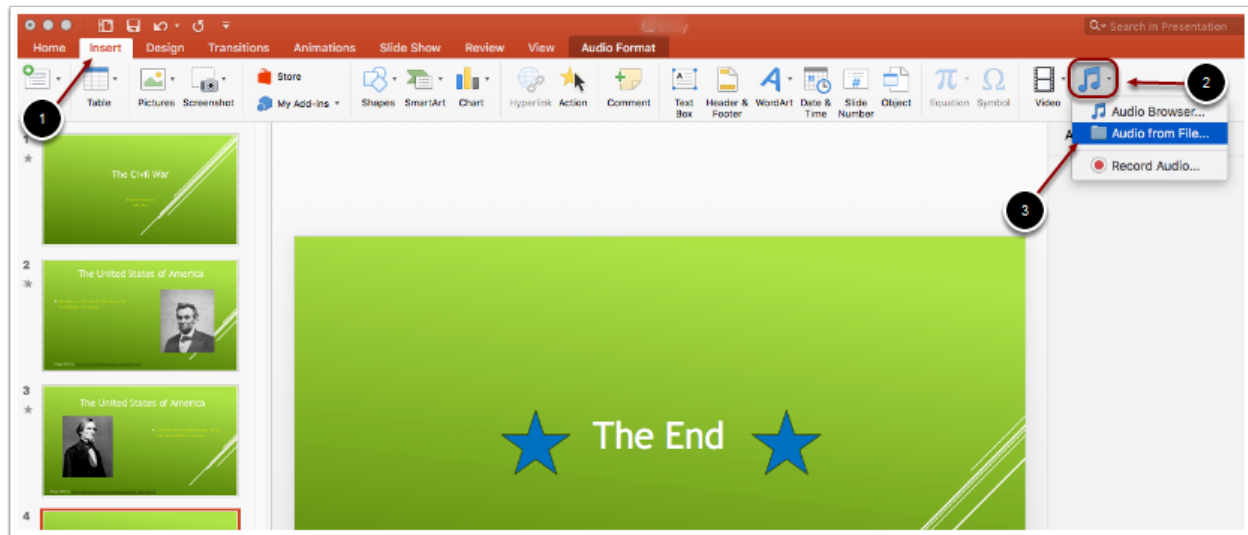 Search in Presentation
Home Insert Design Transitions Animations Slide Show Review View Audio Format
Store
My Add-ins
Table Pictures Screenshot Shapes SmartArt Chart Hyperlink Action Comment Text Box Header & Footer WordArt Date & Time Slide Number Object Equation Symbol Video
1
2
3
Audio Browser...
Audio from File...
Record Audio...
1
The Civil War
2
The United States of America
3
The United States of America
4
The End